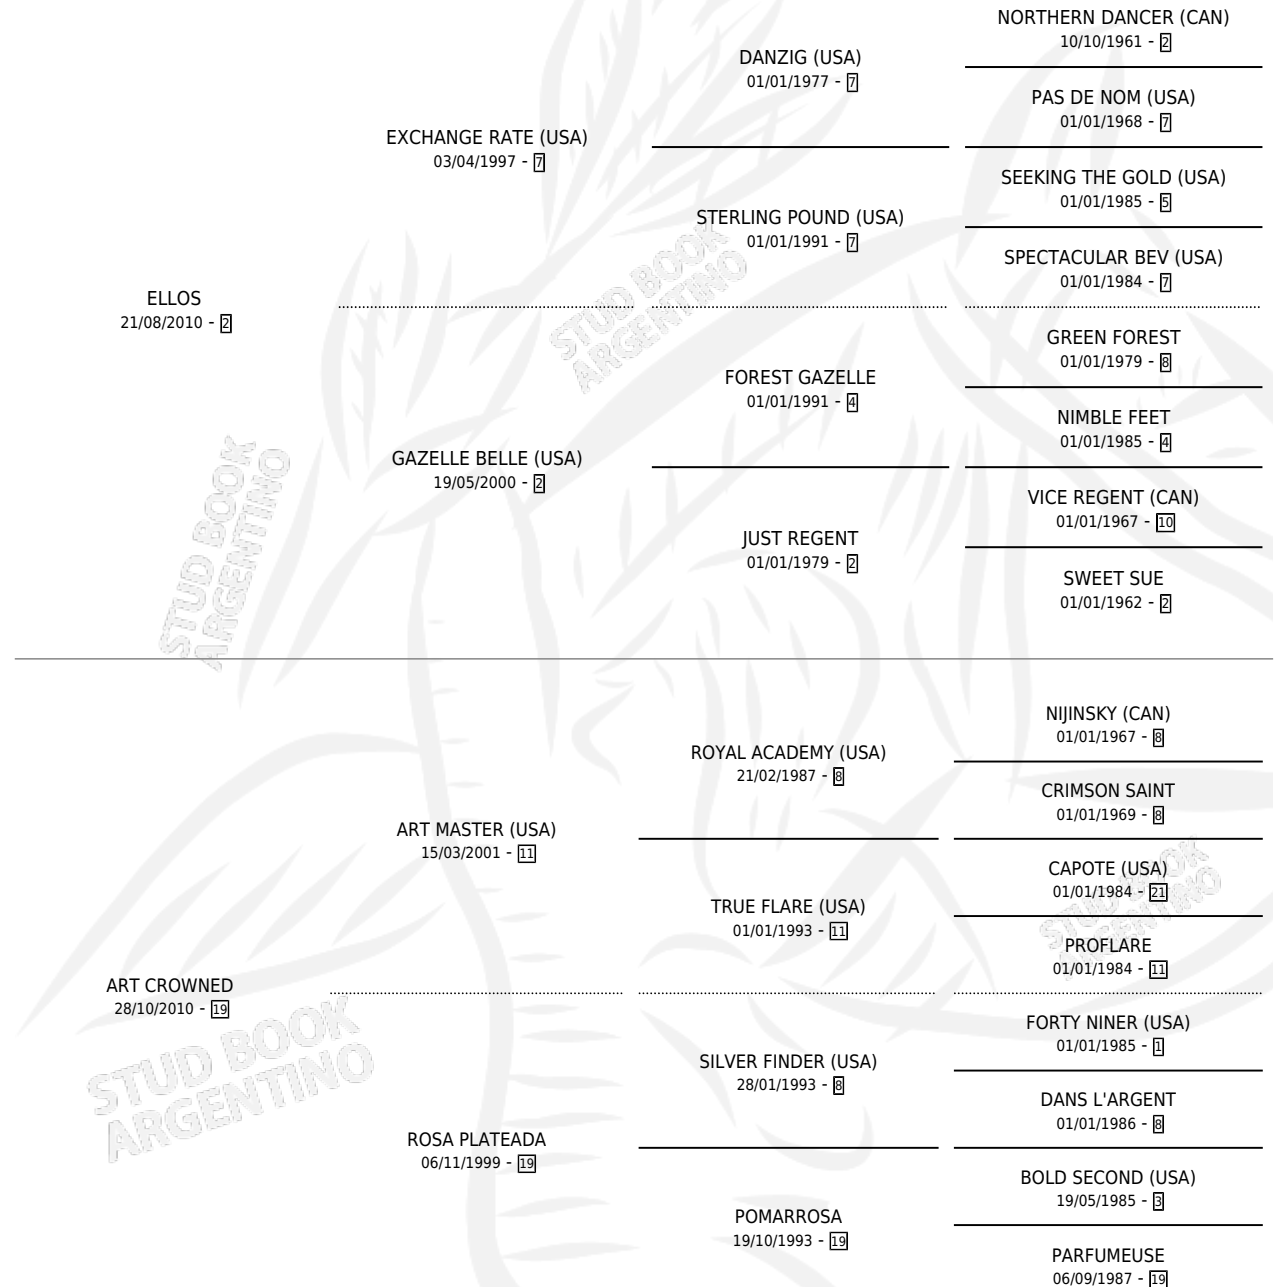 NORTHERN DANCER (CAN)
10/10/1961 - 2
DANZIG (USA)
01/01/1977 - 7
PAS DE NOM (USA)
01/01/1968 - 7
EXCHANGE RATE (USA)
03/04/1997 - 7
SEEKING THE GOLD (USA)
01/01/1985 - 5
STERLING POUND (USA)
01/01/1991 - 7
SPECTACULAR BEV (USA)
01/01/1984 - 7
ELLOS
21/08/2010 - 2
GREEN FOREST
01/01/1979 - 8
FOREST GAZELLE
01/01/1991 - 4
NIMBLE FEET
01/01/1985 - 4
GAZELLE BELLE (USA)
19/05/2000 - 2
VICE REGENT (CAN)
01/01/1967 - 10
JUST REGENT
01/01/1979 - 2
SWEET SUE
01/01/1962 - 2
STUD BOOK
ARGENTINO
STUD BOOK
ARGENTINO
NIJINSKY (CAN)
01/01/1967 - 8
ROYAL ACADEMY (USA)
21/02/1987 - 8
CRIMSON SAINT
01/01/1969 - 8
ART MASTER (USA)
15/03/2001 - 11
CAPOTE (USA)
01/01/1984 - 21
TRUE FLARE (USA)
01/01/1993 - 11
PROFLARE
01/01/1984 - 11
ART CROWNED
28/10/2010 - 19
FORTY NINER (USA)
01/01/1985 - 1
SILVER FINDER (USA)
28/01/1993 - 8
DANS L'ARGENT
01/01/1986 - 8
ROSA PLATEADA
06/11/1999 - 19
BOLD SECOND (USA)
19/05/1985 - 3
POMARROSA
19/10/1993 - 19
PARFUMEUSE
06/09/1987 - 19
STUD BOOK
ARGENTINO
STUD BOOK
ARGENTINO